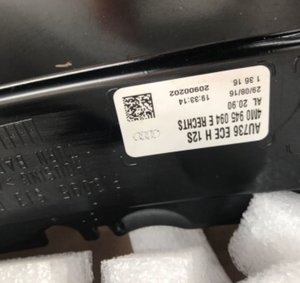 AU736 ECE H 12S
4M0 945 094 E RECHTS
AL 20.90
29/08/16
1 36 16
19:33:14
20900202